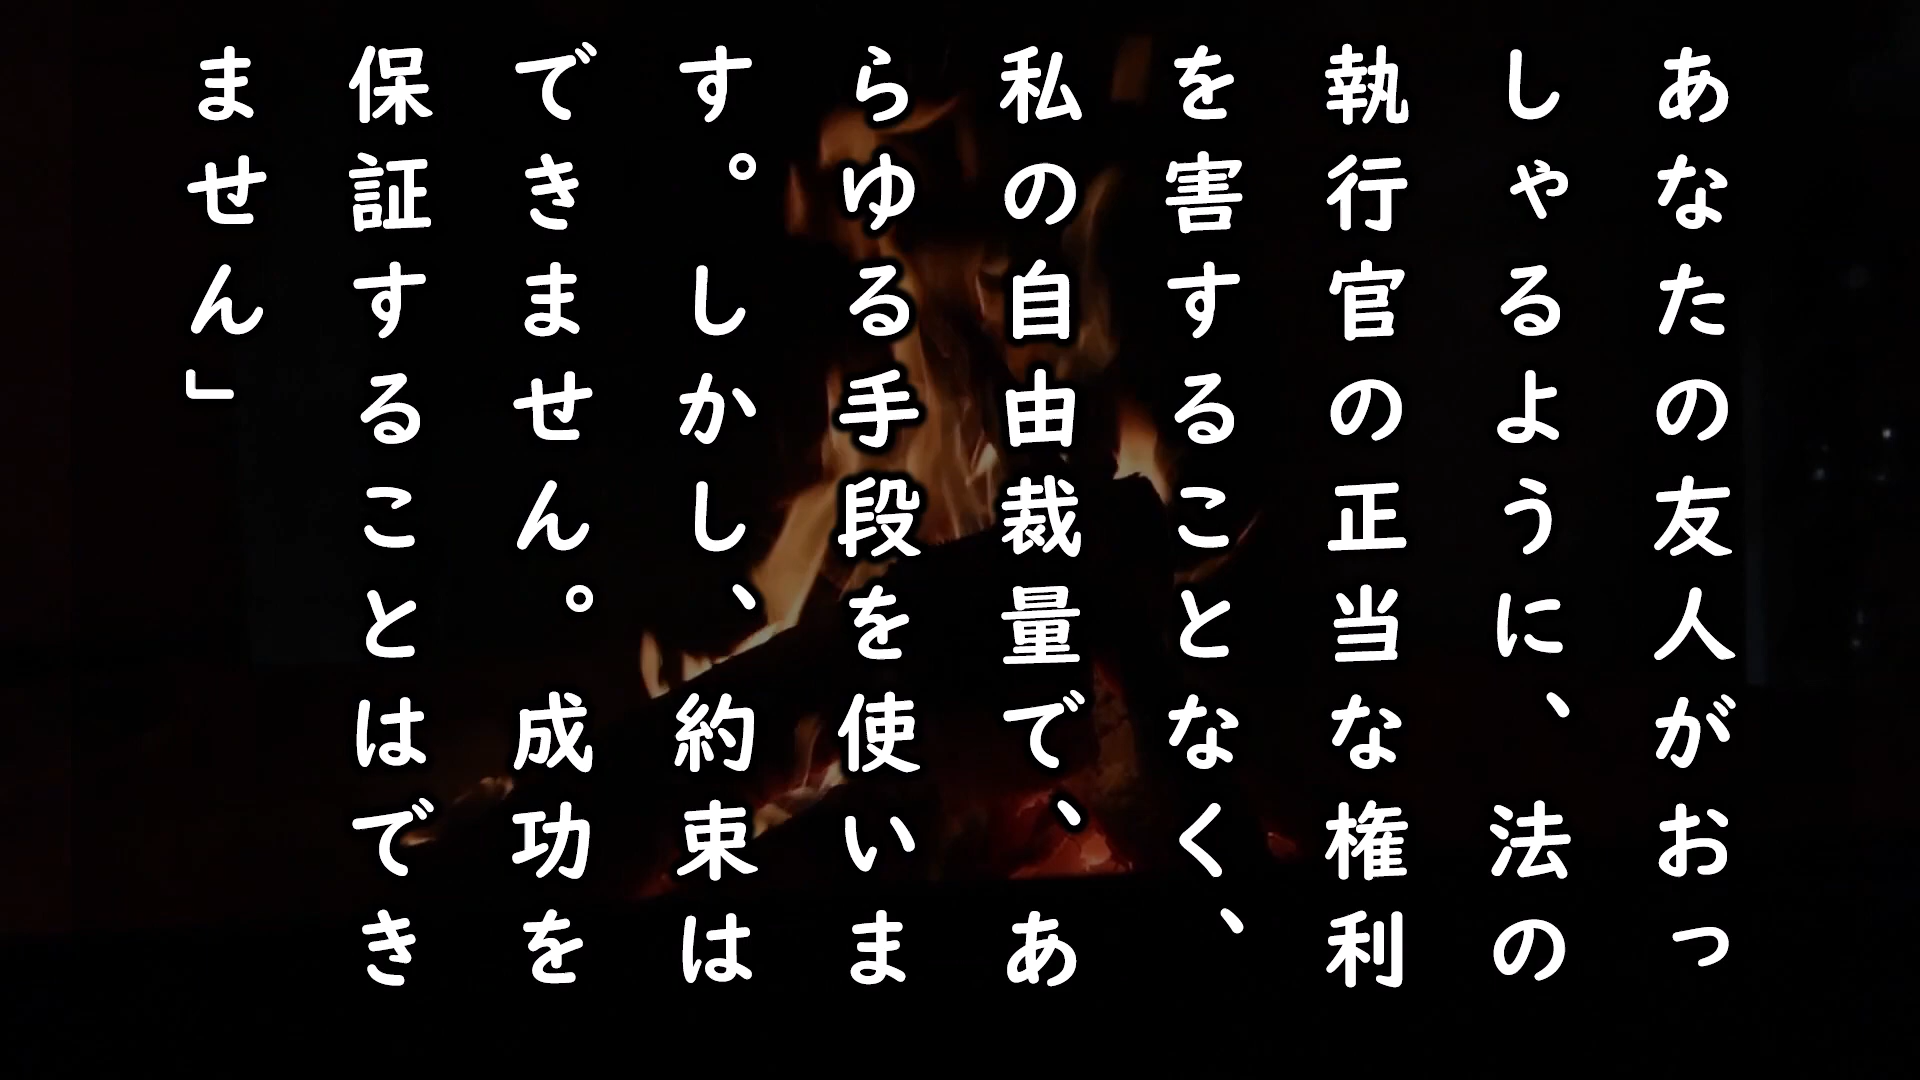 あなたの友人がおっ
しゃるように、法の
執行官の正当な権利
を害することなく、
私の自由裁量で、あ
らゆる手段を使いま
す。しかし、約束は
できません。成功を
保証することはでき
ません」